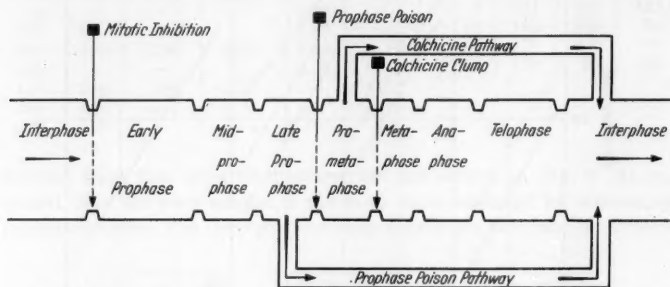 Mitotic Inhibition
Prophase Poison
Colchicine Pathway
Colchicine Clump
Interphase
Early
Prophase
Mid-
pro-
phase
Late
Pro-
phase
Pro-
meta-
phase
Meta-
phase
Ana-
phase
Telophase
Interphase
Prophase Poison Pathway